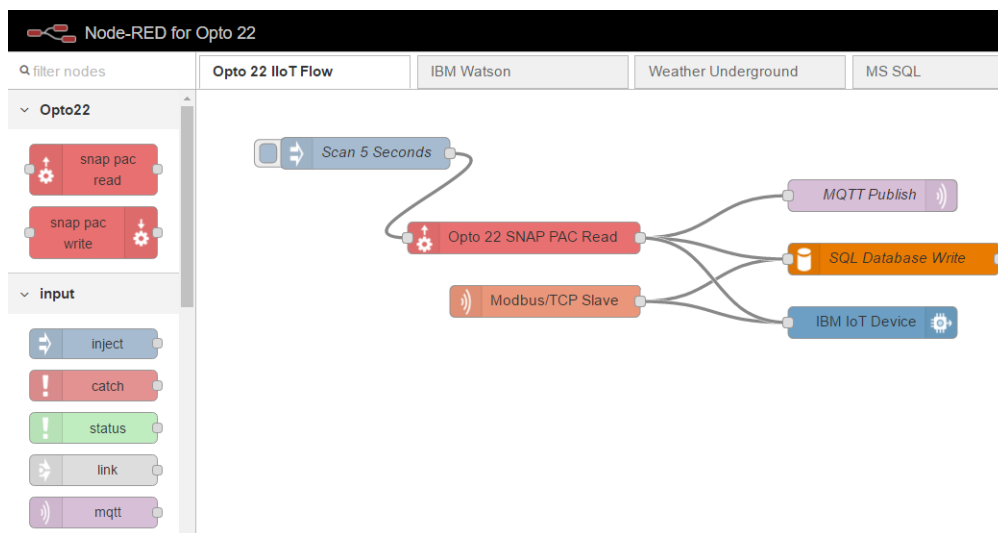 Node-RED for Opto 22
filter nodes
Opto 22 IIoT Flow
IBM Watson
Weather Underground
MS SQL
Opto22
snap pac
read
snap pac
write
input
inject
catch
status
link
mqtt
Scan 5 Seconds
Opto 22 SNAP PAC Read
Modbus/TCP Slave
MQTT Publish
SQL Database Write
IBM IoT Device